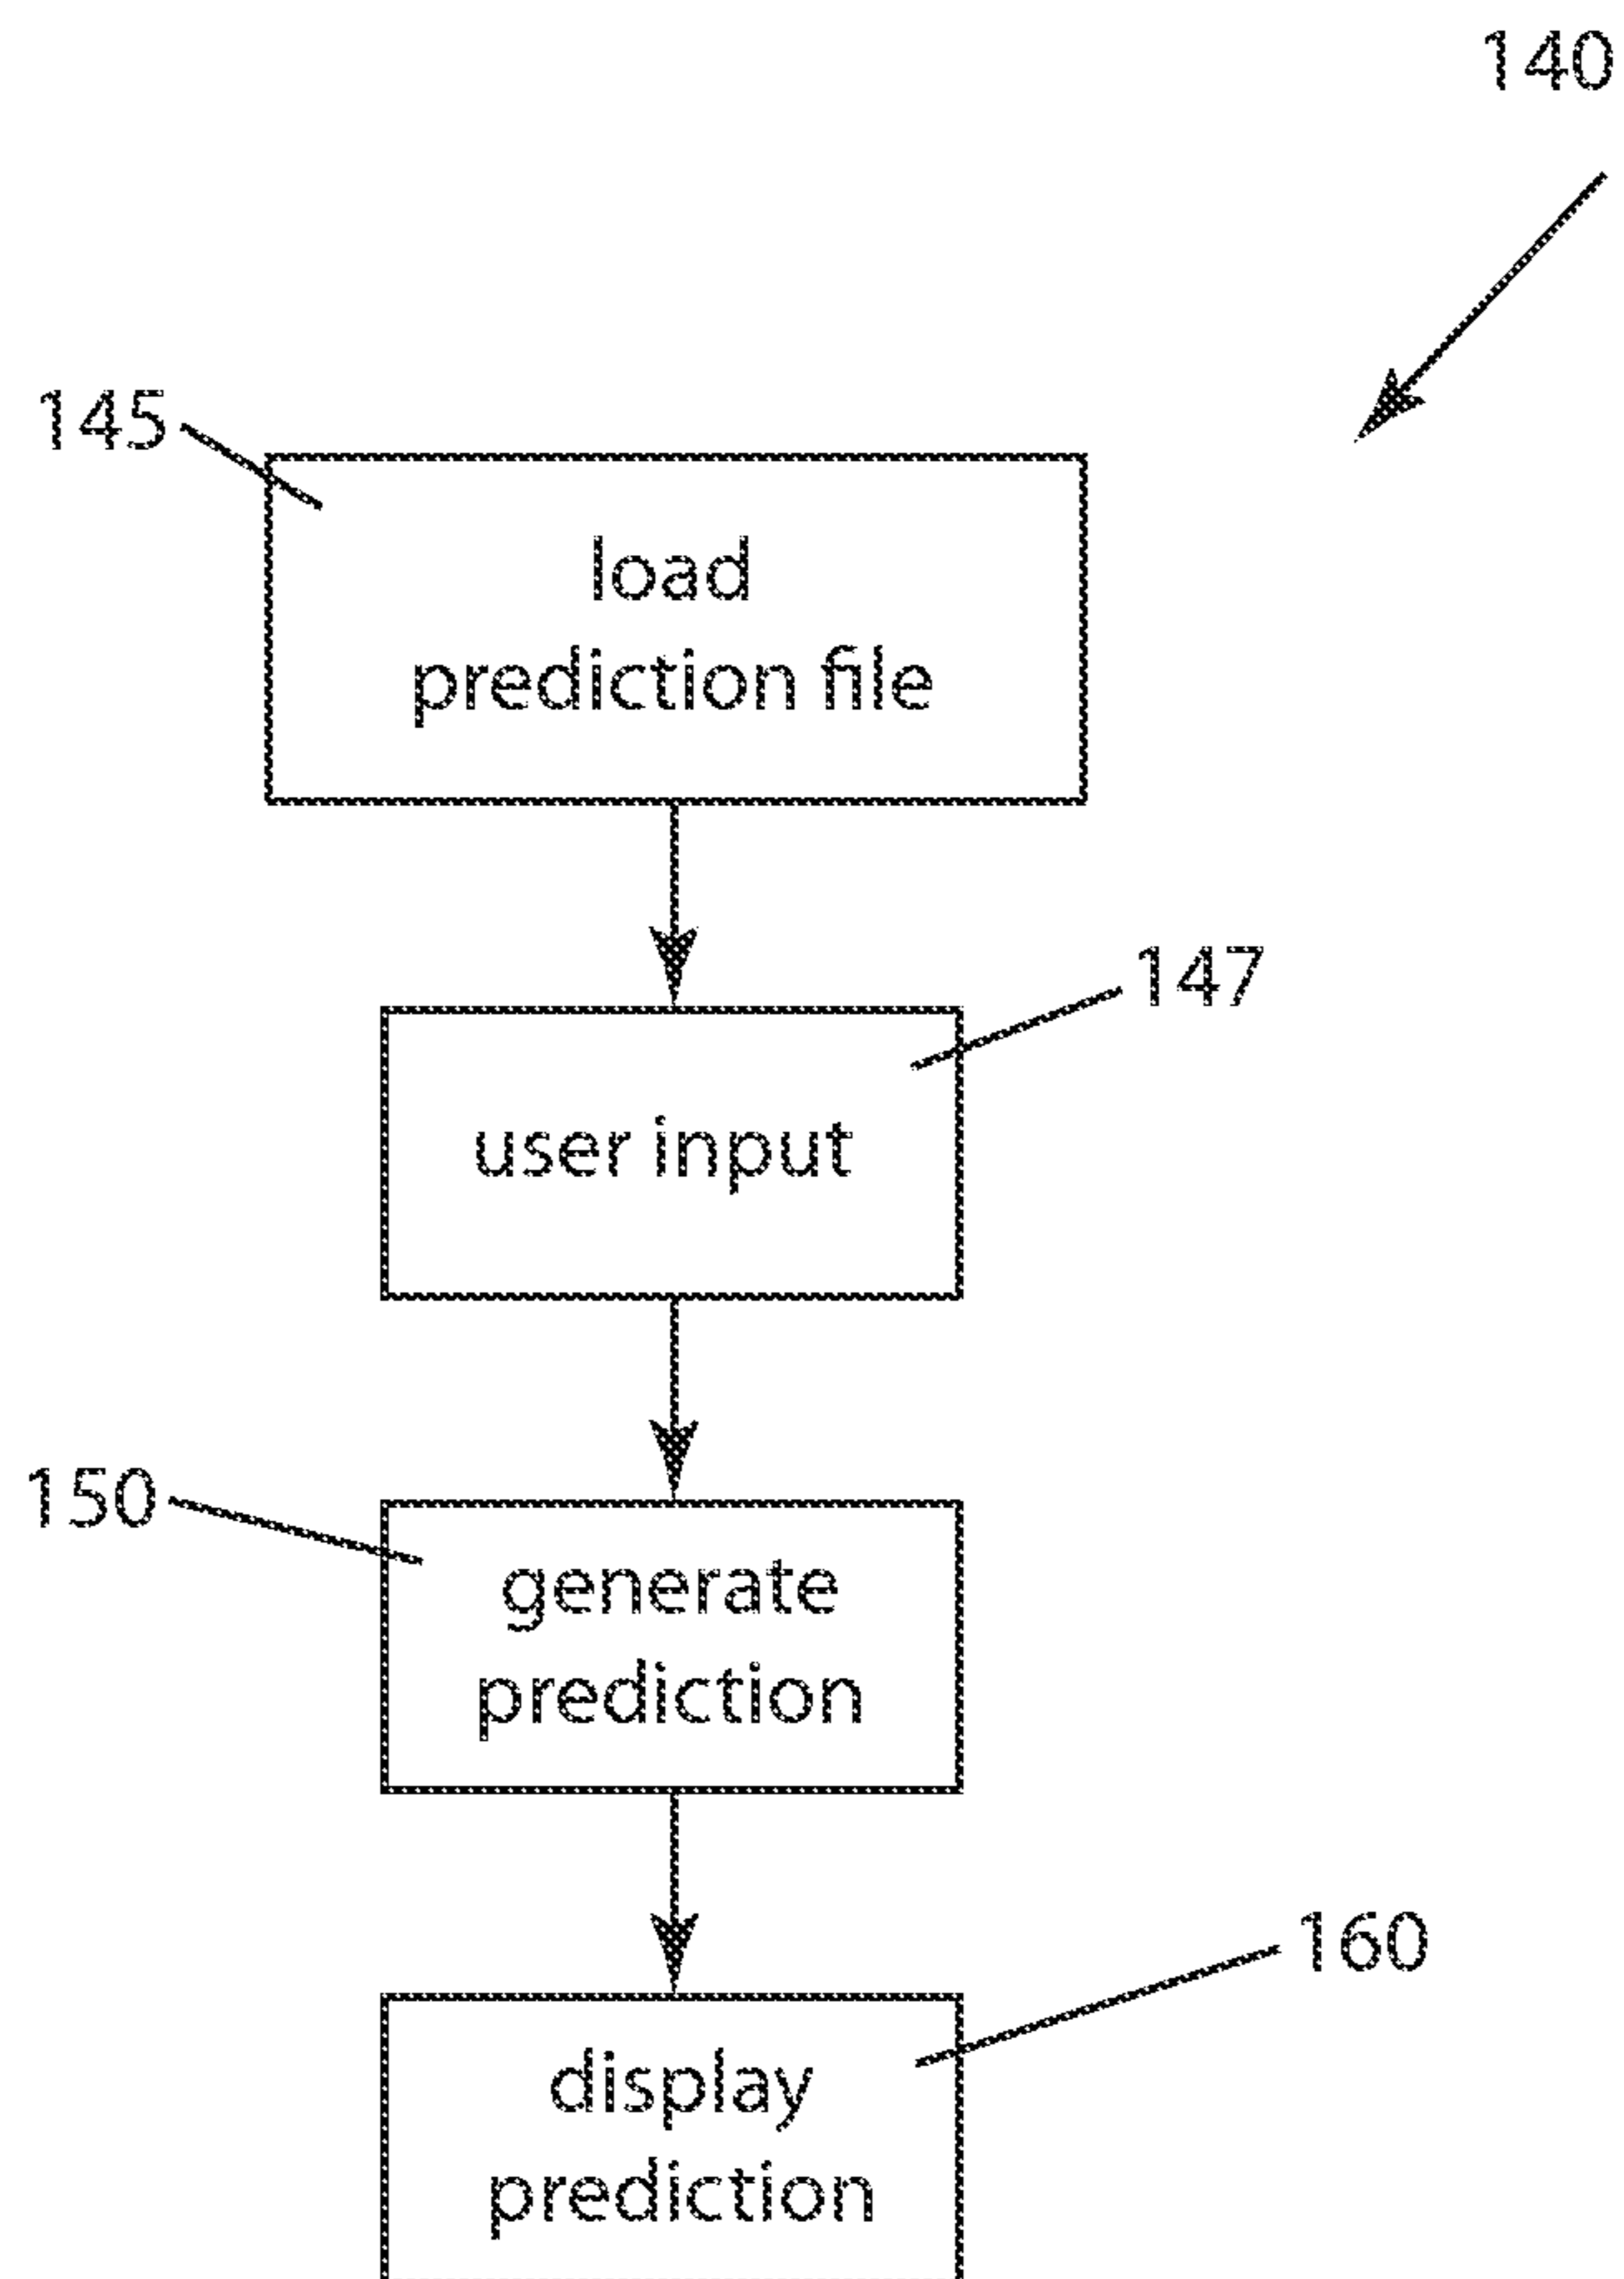 140
145
load
prediction file
147
user input
150
generate
prediction
160
display
prediction